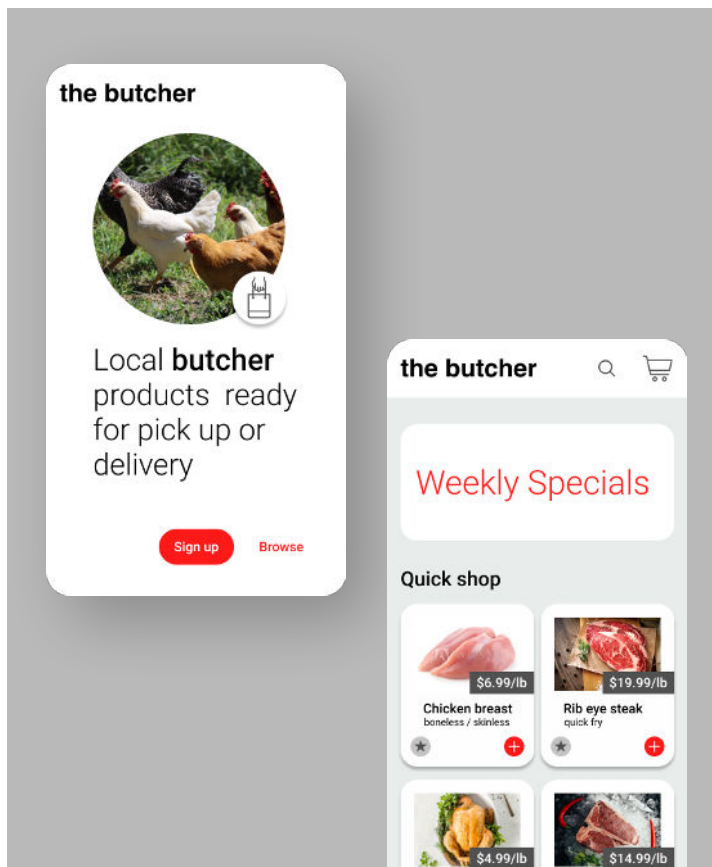 the butcher
Local butcher
products ready
for pick up or
delivery
Sign up
Browse
the butcher
Weekly Specials
Quick shop
$6.99/lb
Chicken breast
boneless / skinless
$19.99/lb
Rib eye steak
quick fry
$4.99/lb
$14.99/lb